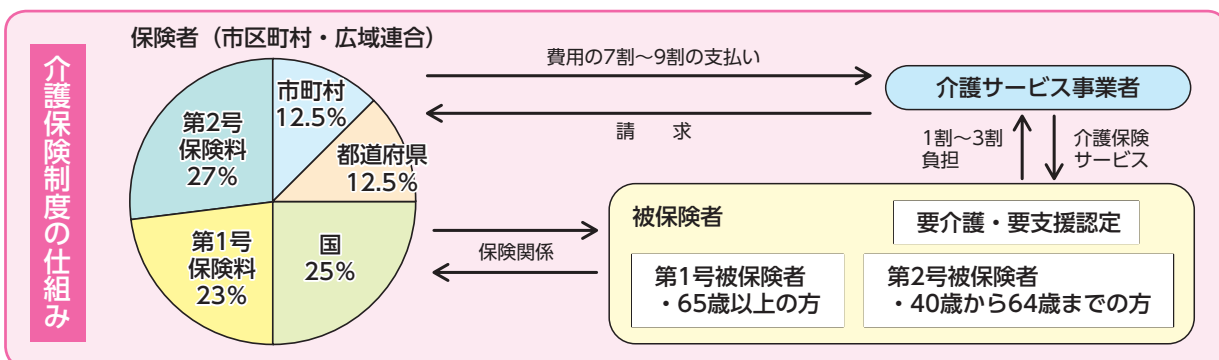 介護保険制度の仕組み
保険者（市区町村・広域連合）
市町村
12.5%
都道府県
12.5%
国
25%
第1号
保険料
23%
第2号
保険料
27%
費用の7割～9割の支払い
請　求
介護サービス事業者
1割～3割
負担
介護保険
サービス
保険関係
被保険者
要介護・要支援認定
第1号被保険者
・65歳以上の方
第2号被保険者
・40歳から64歳までの方